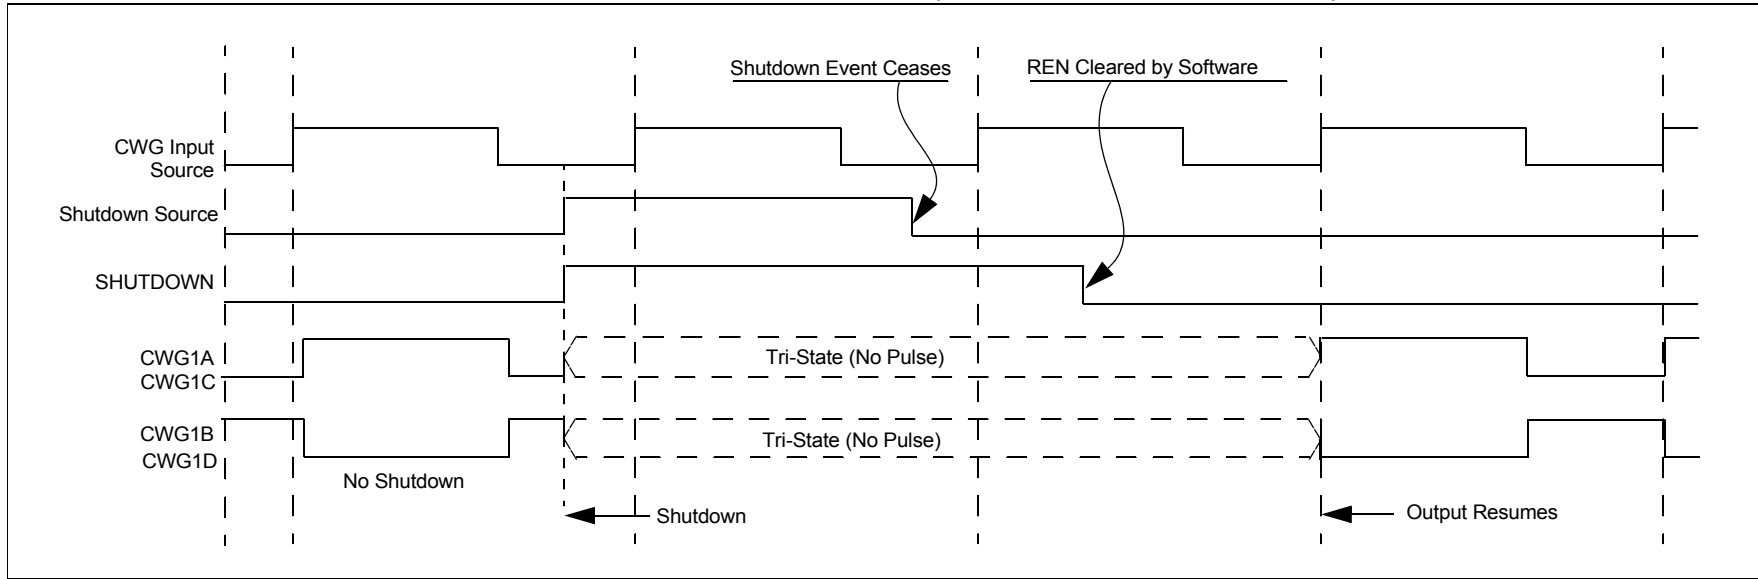 Shutdown Event Ceases
REN Cleared by Software
CWG Input
Source
Shutdown Source
SHUTDOWN
CWG1A
CWG1C
Tri-State (No Pulse)
CWG1B
CWG1D
Tri-State (No Pulse)
No Shutdown
Shutdown
Output Resumes